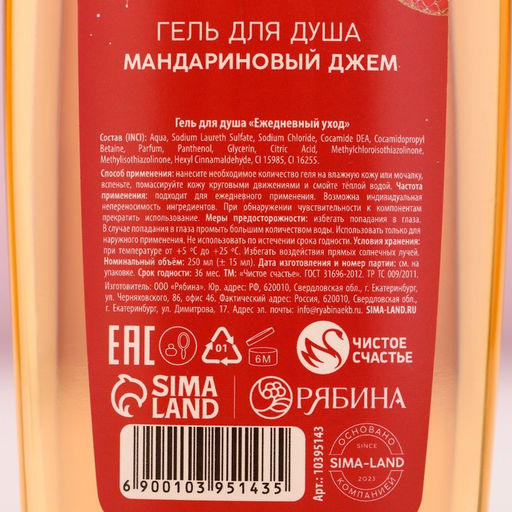 ГЕЛЬ ДЛЯ ДУША
МАНДАРИНОВЫЙ ДЖЕМ
Гель для душа «Ежедневный уход»
Состав (INCI): Aqua, Sodium Laureth Sulfate, Sodium Chloride, Cocamide DEA, Cocamidopropyl
Betaine, Parfum, Panthenol, Glycerin, Citric Acid, Methylchloroisothiazolinone,
Methylisothiazolinone, Hexyl Cinnamaldehyde, CI 15985, CI 16255.
Способ применения: нанесите необходимое количество геля на влажную кожу или мочалку,
вспеньте, помассируйте кожу круговыми движениями и смойте тёплой водой. Частота
применения: подходит для ежедневного применения. Возможна индивидуальная
непереносимость ингредиентов. При обнаружении чувствительности к компонентам
прекратить использование. Меры предосторожности: избегать попадания в глаза.
В случае попадания в глаза промыть большим количеством воды. Использовать только для
наружного применения. Не использовать по истечении срока годности. Условия хранения:
при температуре от +5 °C до +25 °C. Избегать воздействия прямых солнечных лучей.
Номинальный объём: 250 мл (± 15 мл). Дата изготовления и номер партии: см. на
упаковке. Срок годности: 36 мес. ТМ: «Чистое счастье». ГОСТ 31696-2012. ТР ТС 009/2011.
Изготовитель: ООО «Рябина». Юр. адрес: РФ, 620010, Свердловская обл., г. Екатеринбург,
ул. Черняховского, 86, офис 46. Фактический адрес: Россия, 620010, Свердловская обл.,
г. Екатеринбург, ул. Димитрова, 17. Адрес эл. почты: info@ryabinaekb.ru. SIMA-LAND.RU
EAC
01
6M
ЧИСТОЕ
СЧАСТЬЕ
SIMA
LAND
РЯБИНА
6 900103 951435
Арт.: 10395143
ОСНОВАНО
SINCE
SIMA-LAND
2023
КОМПАНИЕЙ